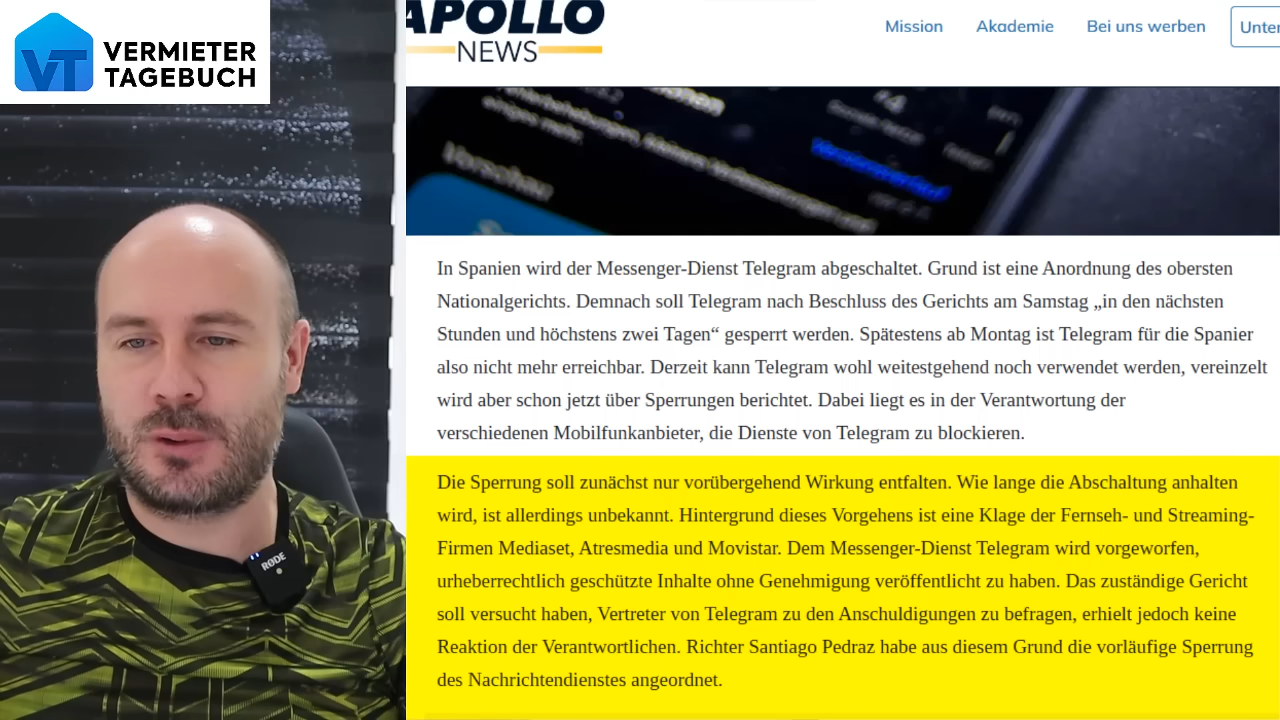 VT VERMIETER
TAGEBUCH
APOLLO
NEWS
Mission Akademie Bei uns werben
Vorschau
RØDE
In Spanien wird der Messenger-Dienst Telegram abgeschaltet. Grund ist eine Anordnung des obersten
Nationalgerichts. Demnach soll Telegram nach Beschluss des Gerichts am Samstag „in den nächsten
Stunden und höchstens zwei Tagen“ gesperrt werden. Spätestens ab Montag ist Telegram für die Spanier
also nicht mehr erreichbar. Derzeit kann Telegram wohl weitestgehend noch verwendet werden, vereinzelt
wird aber schon jetzt über Sperrungen berichtet. Dabei liegt es in der Verantwortung der
verschiedenen Mobilfunkanbieter, die Dienste von Telegram zu blockieren.
Die Sperrung soll zunächst nur vorübergehend Wirkung entfalten. Wie lange die Abschaltung anhalten
wird, ist allerdings unbekannt. Hintergrund dieses Vorgehens ist eine Klage der Fernseh- und Streaming-
Firmen Mediaset, Atresmedia und Movistar. Dem Messenger-Dienst Telegram wird vorgeworfen,
urheberrechtlich geschützte Inhalte ohne Genehmigung veröffentlicht zu haben. Das zuständige Gericht
soll versucht haben, Vertreter von Telegram zu den Anschuldigungen zu befragen, erhielt jedoch keine
Reaktion der Verantwortlichen. Richter Santiago Pedraz habe aus diesem Grund die vorläufige Sperrung
des Nachrichtendienstes angeordnet.